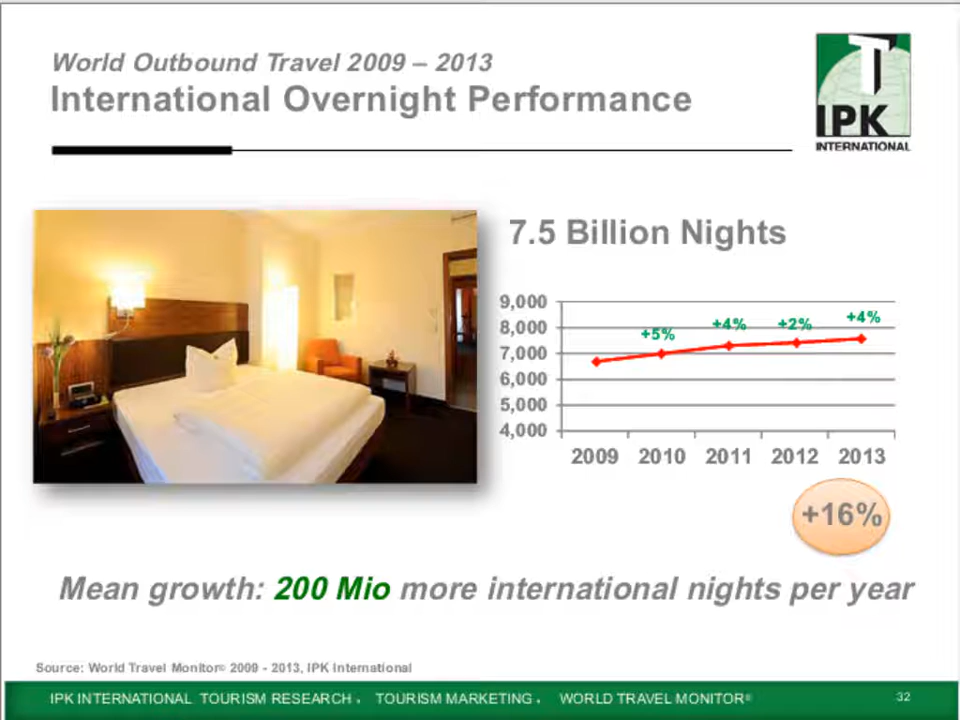 World Outbound Travel 2009 – 2013
International Overnight Performance
T
IPK
INTERNATIONAL
7.5 Billion Nights
9,000
8,000
7,000
6,000
5,000
4,000
+5%
+4%
+2%
+4%
2009 2010 2011 2012 2013
+16%
Mean growth: 200 Mio more international nights per year
Source: World Travel Monitor© 2009 - 2013, IPK International
IPK INTERNATIONAL TOURISM RESEARCH , TOURISM MARKETING , WORLD TRAVEL MONITOR® 32